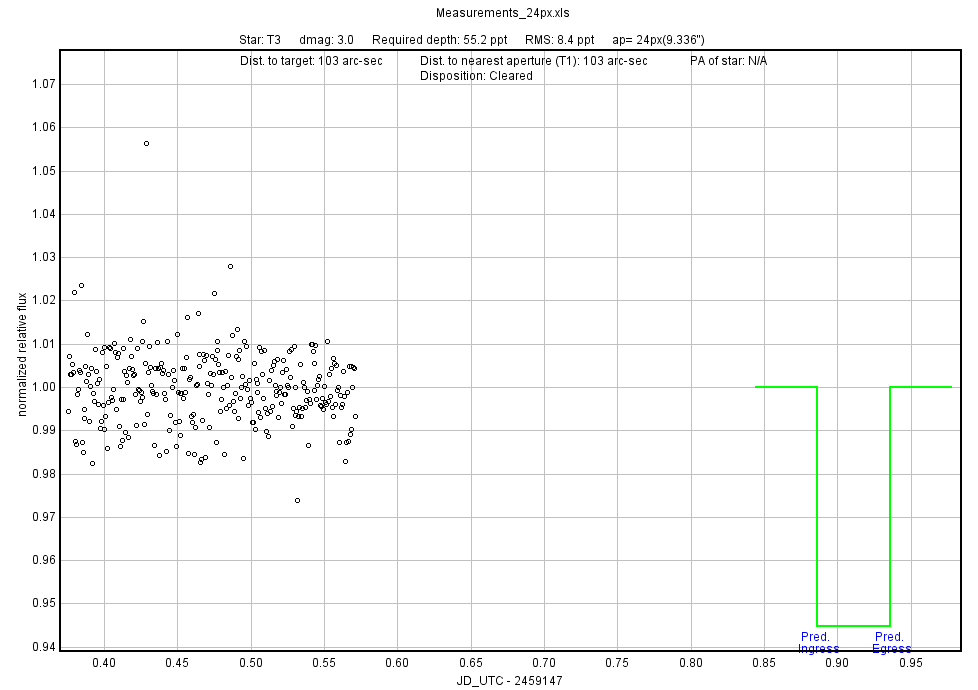 Measurements_24px.xls
Star: T3 dmag: 3.0 Required depth: 55.2 ppt RMS: 8.4 ppt ap= 24px(9.336")
Dist. to target: 103 arc-sec Dist. to nearest aperture (T1): 103 arc-sec PA of star: N/A
Disposition: Cleared
1.07
1.06
1.05
1.04
1.03
1.02
1.01
1.00
0.99
0.98
0.97
0.96
0.95
0.94
normalized relative flux
Pred. Pred.
Ingress Egress
0.40 0.45 0.50 0.55 0.60 0.65 0.70 0.75 0.80 0.85 0.90 0.95
JD_UTC - 2459147